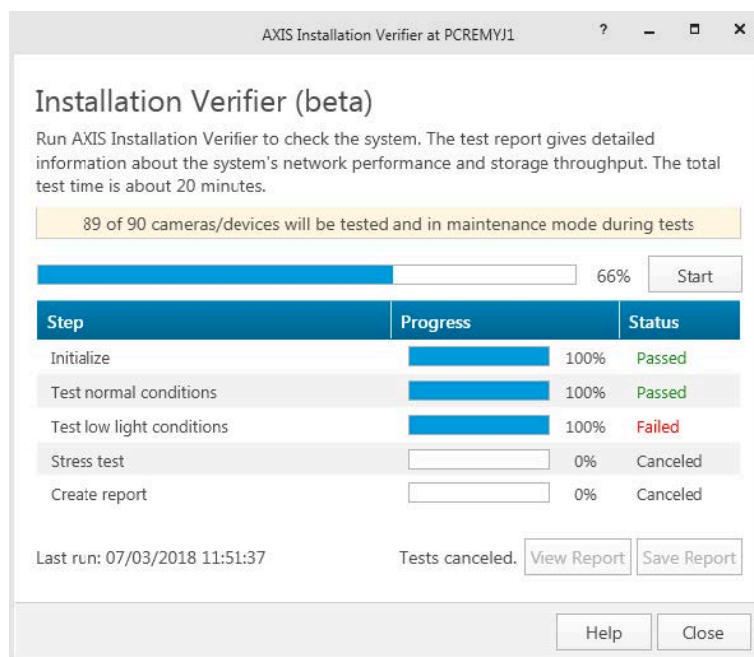 AXIS Installation Verifier at PCREMYJ1
Installation Verifier (beta)
Run AXIS Installation Verifier to check the system. The test report gives detailed
information about the system's network performance and storage throughput. The total
test time is about 20 minutes.
89 of 90 cameras/devices will be tested and in maintenance mode during tests
66% Start
Step Progress Status
Initialize 100% Passed
Test normal conditions 100% Passed
Test low light conditions 100% Failed
Stress test 0% Canceled
Create report 0% Canceled
Last run: 07/03/2018 11:51:37 Tests canceled. View Report Save Report
Help Close